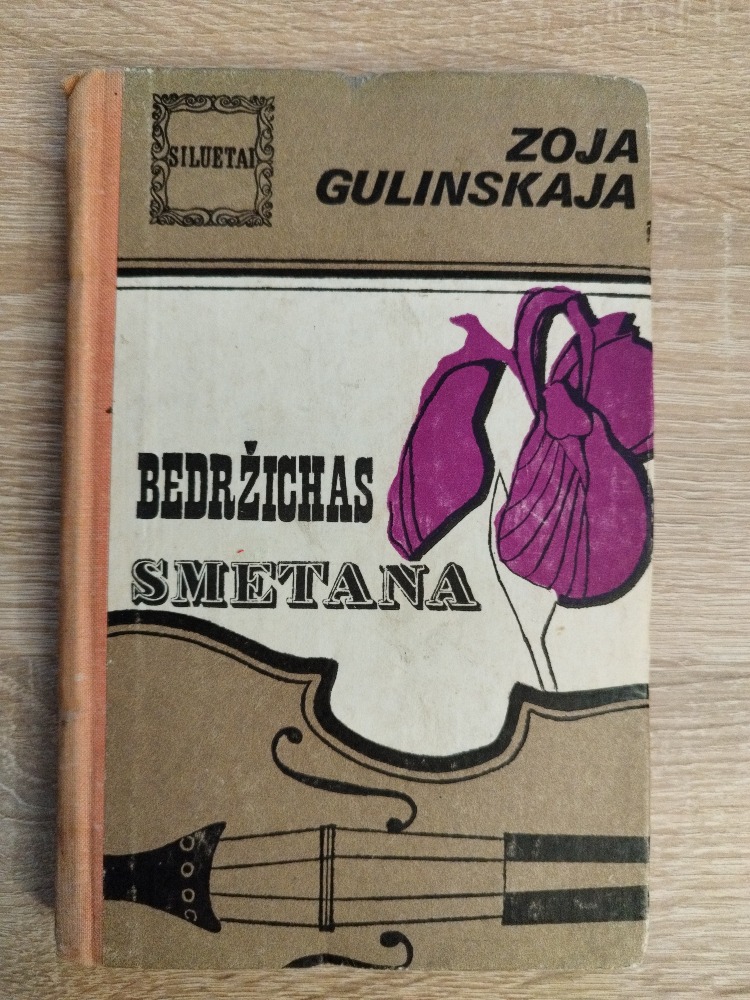 SILUETAI
ZOJA
GULINSKAJA
BEDRŽICHAS
SMETANA